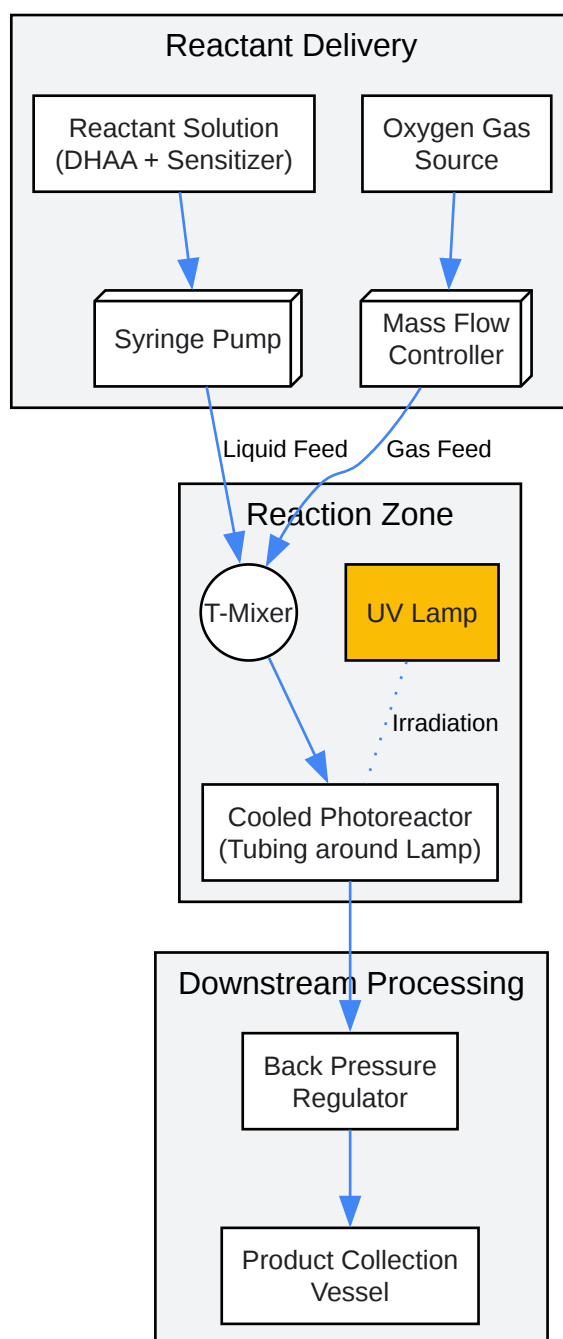 Reactant Delivery
Reactant Solution
(DHAA + Sensitizer)
Oxygen Gas
Source
Syringe Pump
Mass Flow
Controller
Liquid Feed
Gas Feed
Reaction Zone
T-Mixer
UV Lamp
Irradiation
Cooled Photoreactor
(Tubing around Lamp)
Downstream Processing
Back Pressure
Regulator
Product Collection
Vessel